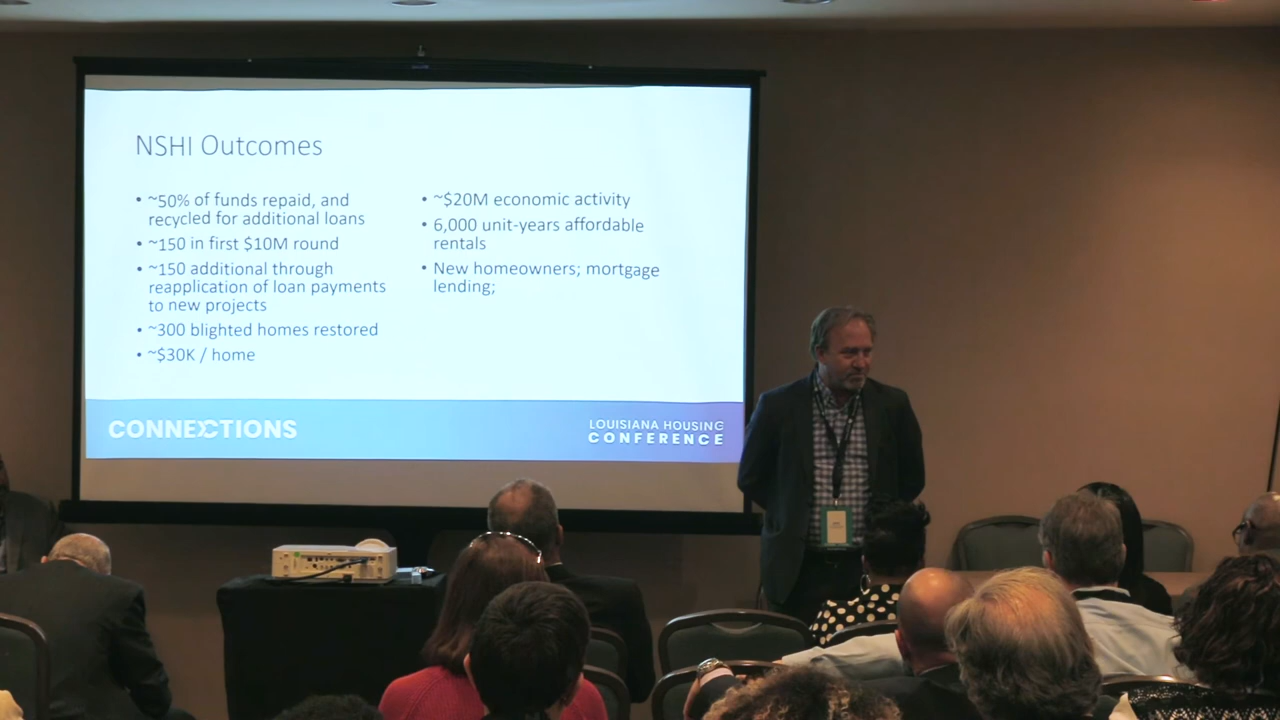 NSHI Outcomes
• ~50% of funds repaid, and
recycled for additional loans
• ~150 in first $10M round
• ~150 additional through
reapplication of loan payments
to new projects
• ~300 blighted homes restored
• ~$30K / home
• ~$20M economic activity
• 6,000 unit-years affordable
rentals
• New homeowners; mortgage
lending;
CONNECTIONS
LOUISIANA HOUSING
CONFERENCE